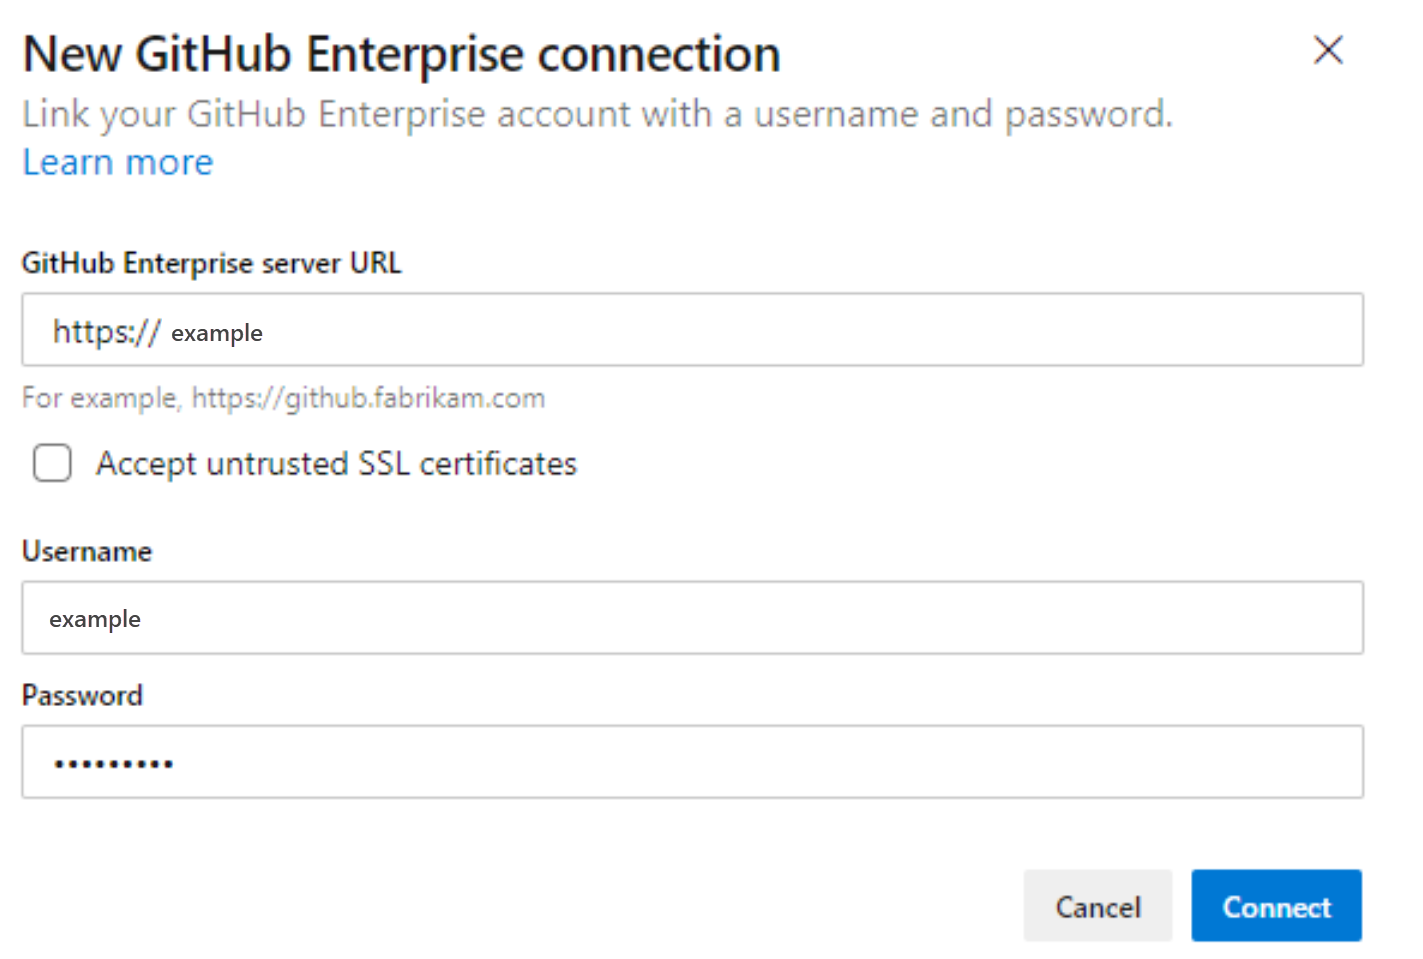 New GitHub Enterprise connection
Link your GitHub Enterprise account with a username and password.
Learn more
GitHub Enterprise server URL
https:// example
For example, https://github.fabrikam.com
Accept untrusted SSL certificates
Username
example
Password
•••••••••
Cancel
Connect